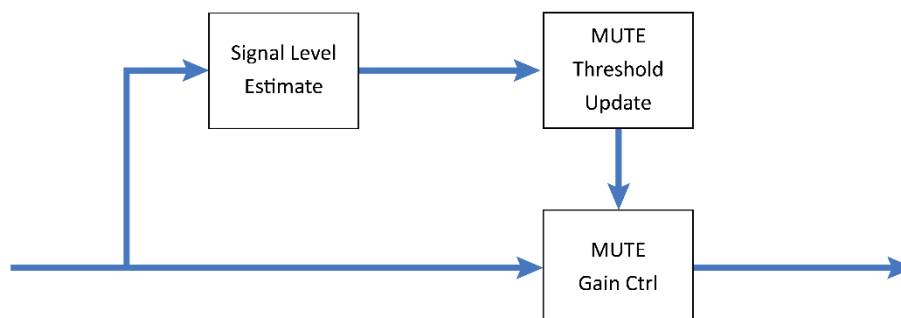 Signal Level
Estimate
MUTE
Threshold
Update
MUTE
Gain Ctrl